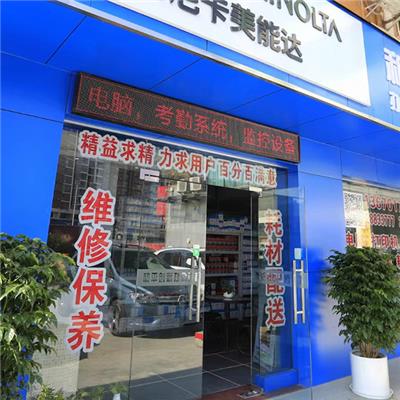 NOLTA
卡美能达
电脑，考勤系统，监控设备
精益求精 力求用户百分百满意
维修保养
耗材配送